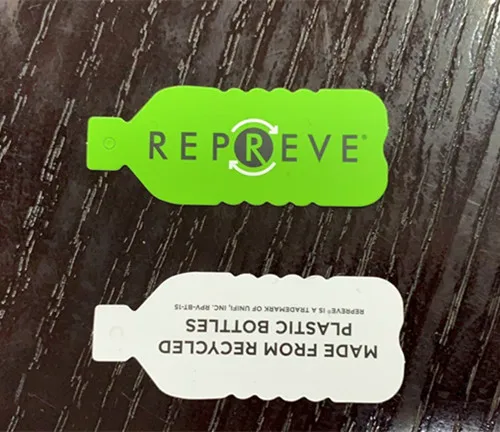 REPREVE®
MADE FROM RECYCLED
PLASTIC BOTTLES
REPREVE® IS A TRADEMARK OF UNIFI, INC. RPV-BT-15